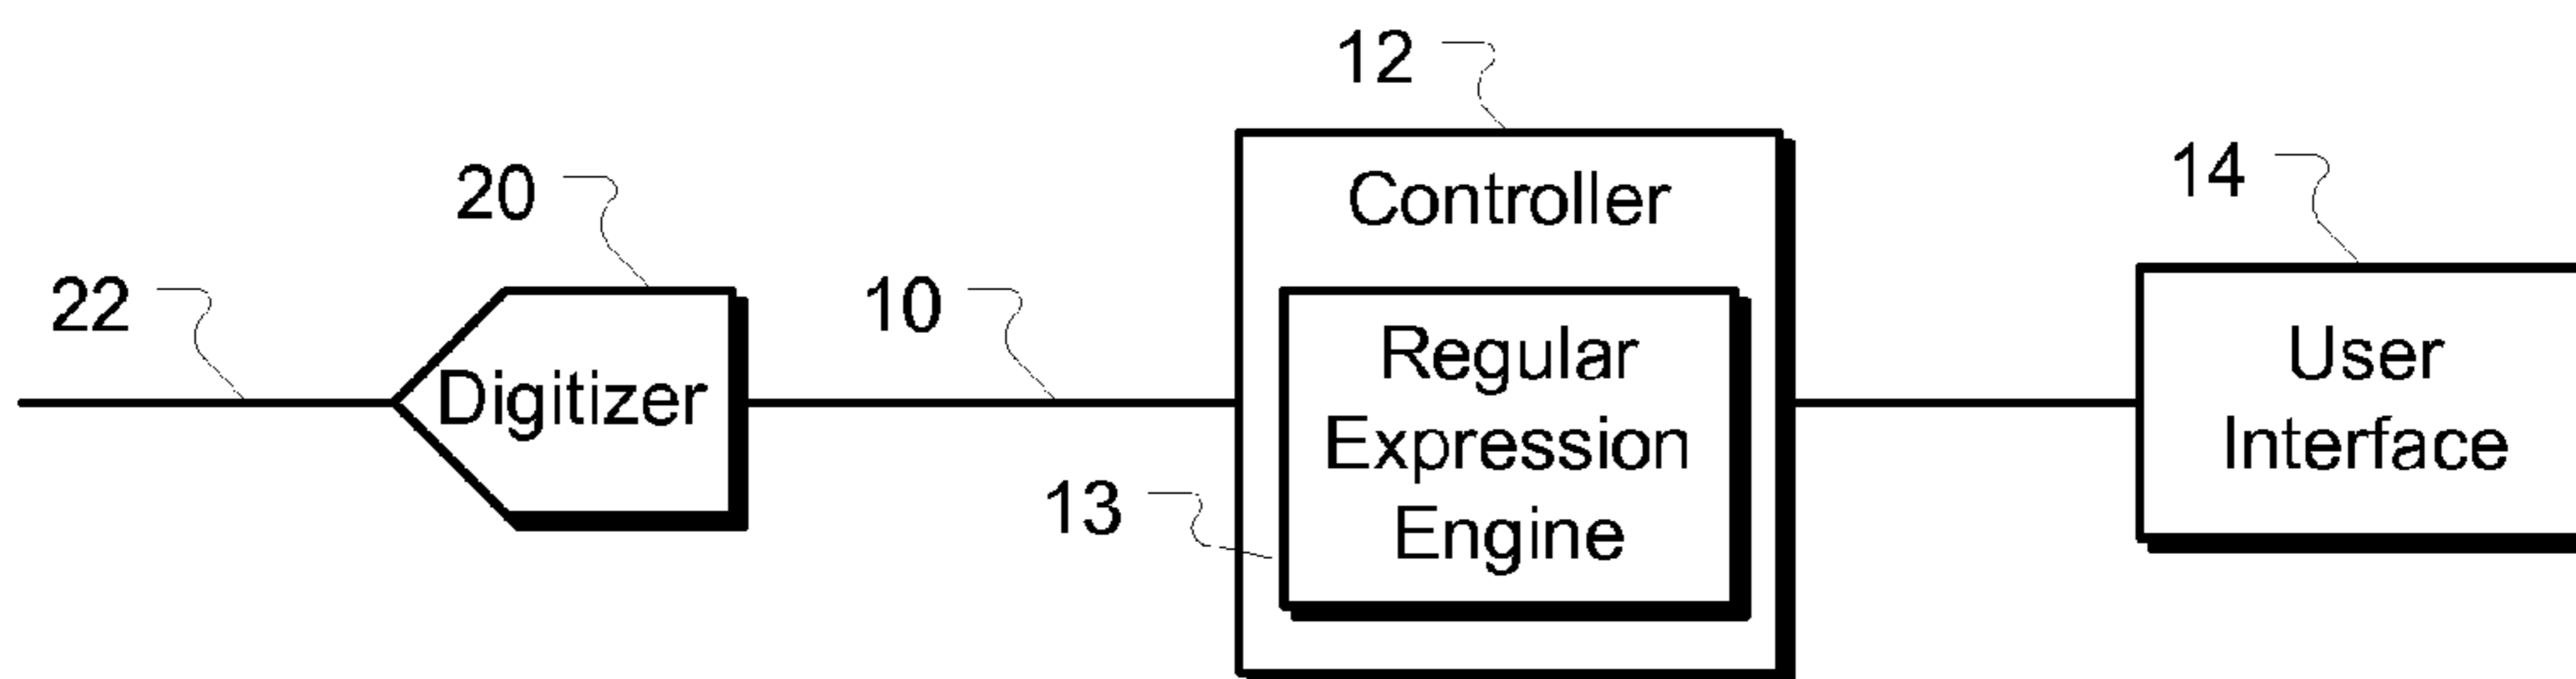 12
20
Controller
14
22
Digitizer
10
Regular
Expression
Engine
13
User
Interface